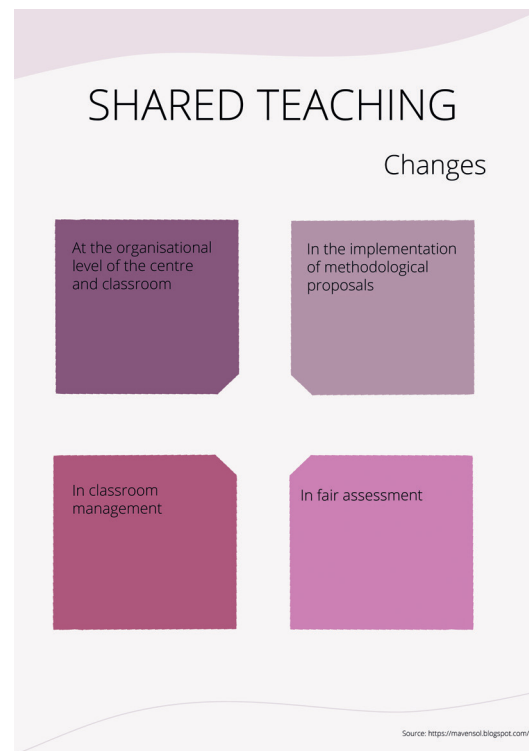 SHARED TEACHING
Changes
At the organisational
level of the centre
and classroom
In the implementation
of methodological
proposals
In classroom
management
In fair assessment
Source: https://mavensol.blogspot.com/